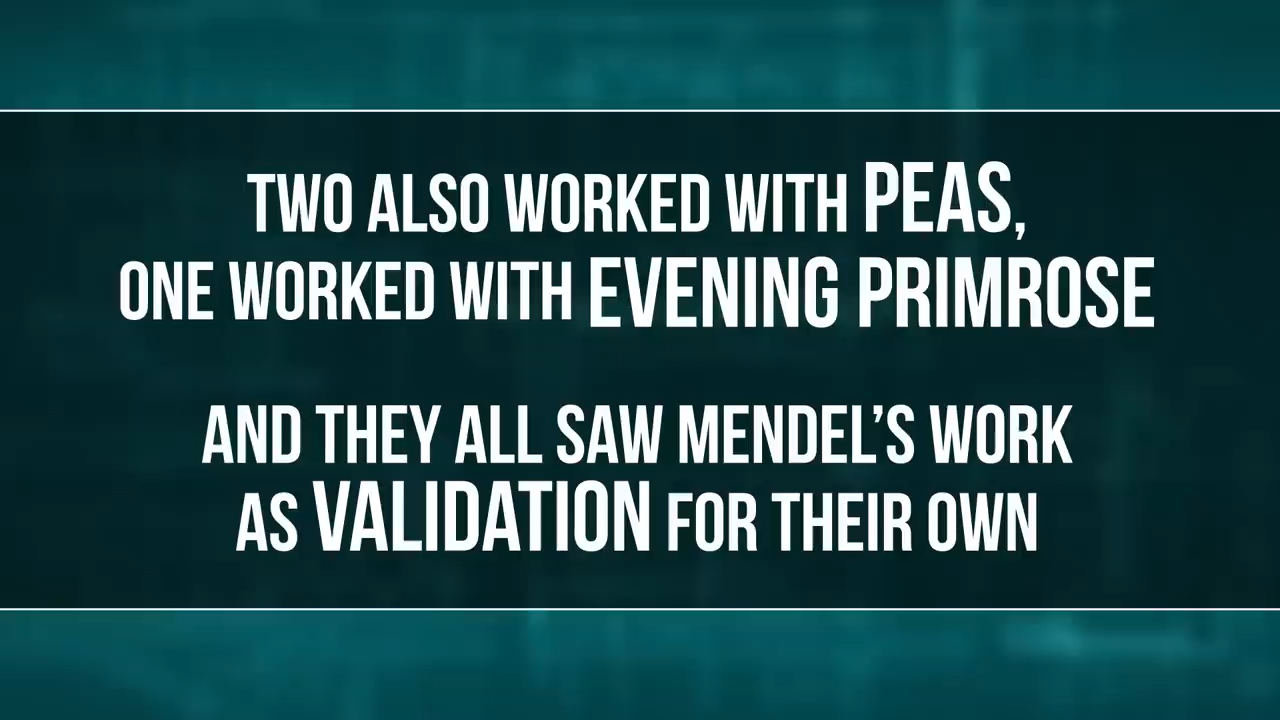 TWO ALSO WORKED WITH PEAS,
ONE WORKED WITH EVENING PRIMROSE
AND THEY ALL SAW MENDEL’S WORK
AS VALIDATION FOR THEIR OWN